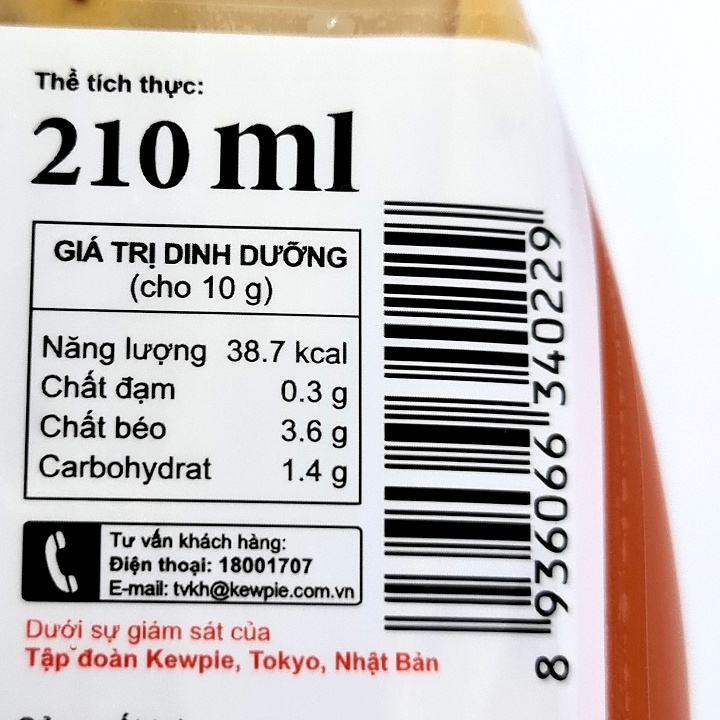 Thể tích thực:
210 ml
GIÁ TRỊ DINH DƯỠNG
(cho 10 g)
Năng lượng 38.7 kcal
Chất đạm 0.3 g
Chất béo 3.6 g
Carbohydrat 1.4 g
Tư vấn khách hàng:
Điện thoại: 18001707
E-mail: tvkh@kewpie.com.vn
Dưới sự giám sát của
Tập đoàn Kewpie, Tokyo, Nhật Bản
8 936066 340229